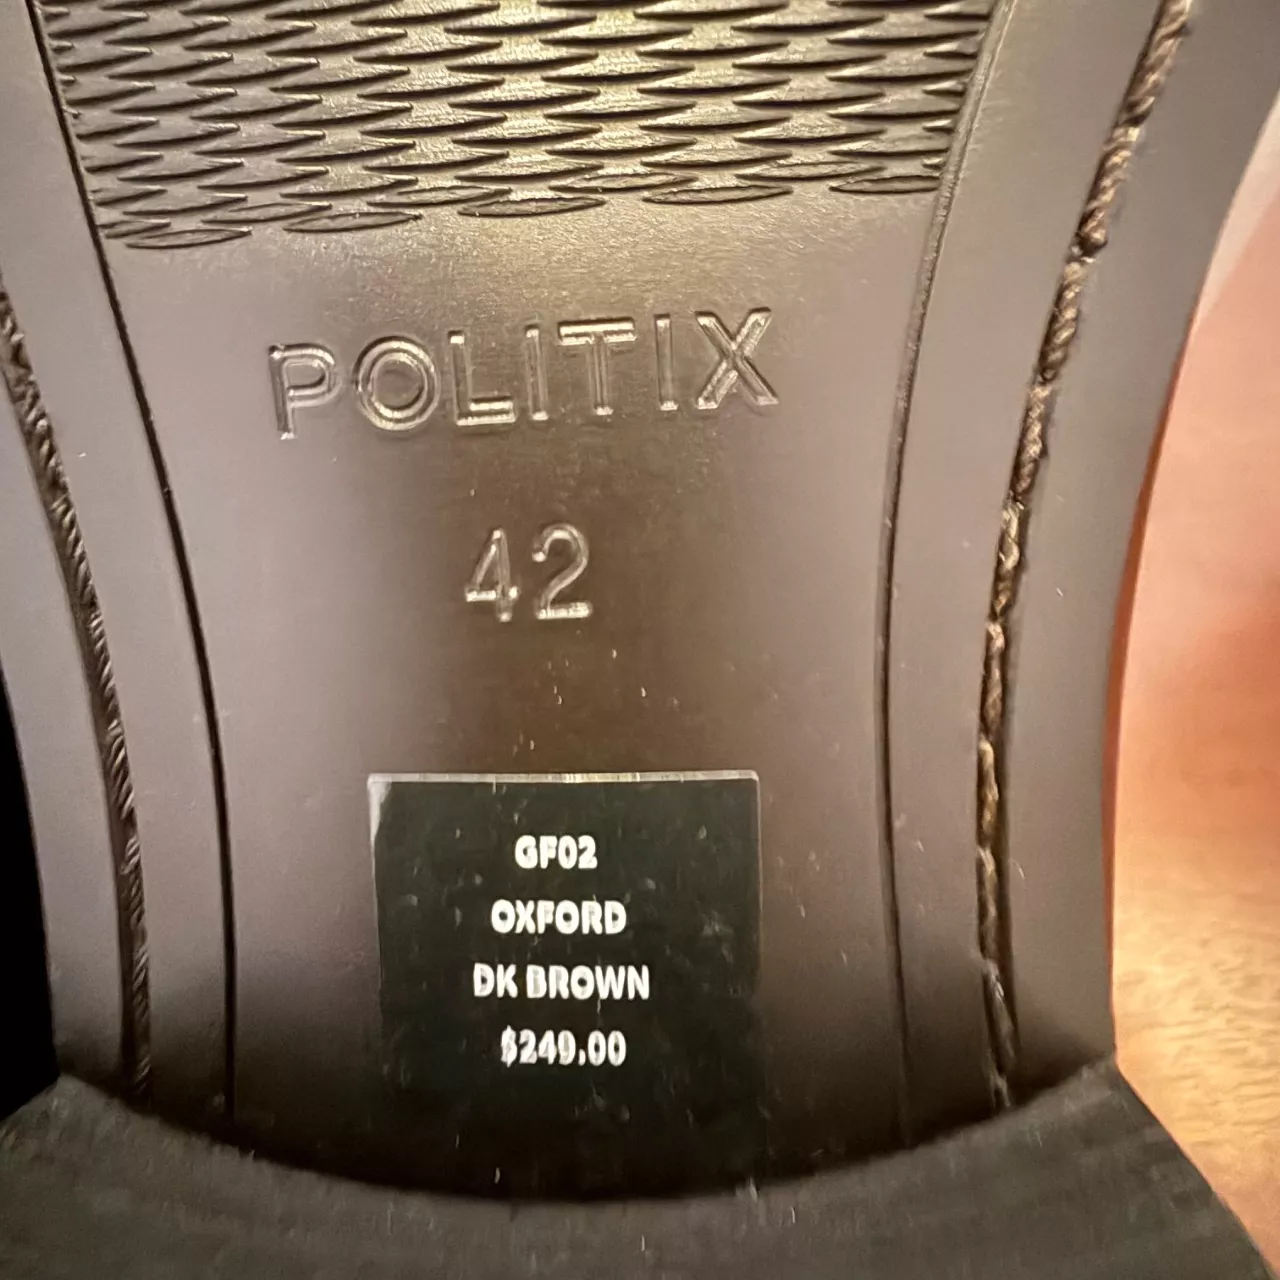 POLITIX
42
GF02
OXFORD
DK BROWN
$249.00